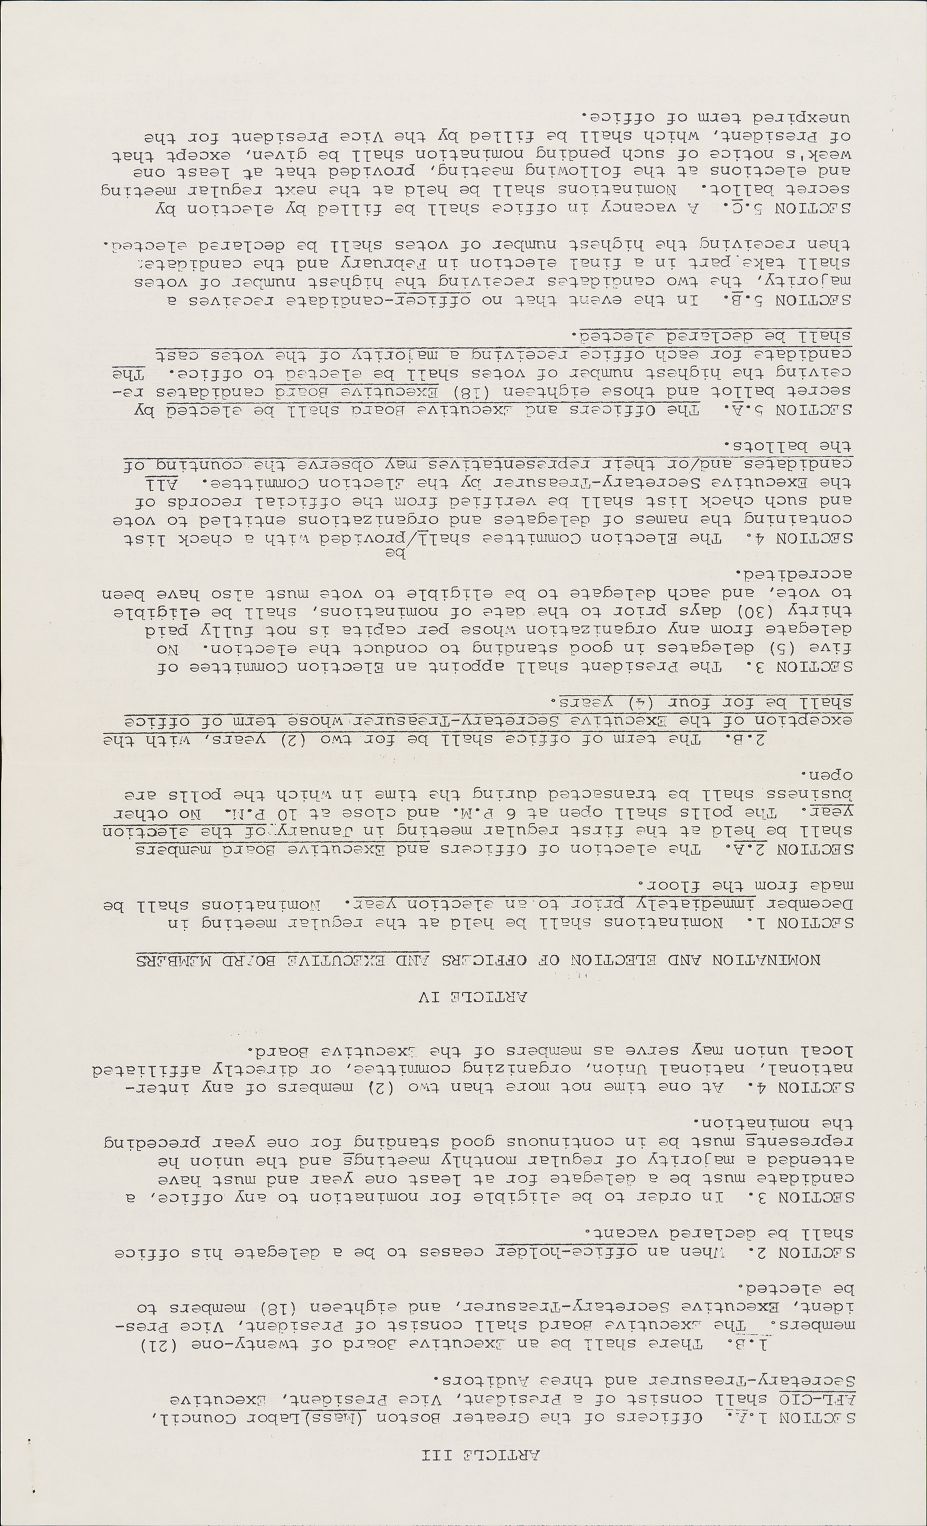 ARTICLE III
SECTION 1.A. Officers of the Greater Boston (Mass) Labor Council,
AFL-CIO shall consist of a President, Vice President, Executive
Secretary-Treasurer and three Auditors.
1.B. There shall be an Executive Board of twenty-one (21)
members. The Executive Board shall consist of President, Vice Pres-
ident, Executive Secretary-Treasurer, and eighteen (18) members to
be elected.
SECTION 2. When an office-holder ceases to be a delegate his office
shall be declared vacant.
SECTION 3. In order to be eligible for nomination to any office, a
candidate must be a delegate for at least one year and must have
attended a majority of regular monthly meetings and the union he
represents must be in continuous good standing for one year preceding
the nomination.
SECTION 4. At one time not more than two (2) members of any inter-
national, national Union, organizing committee, or directly affiliated
local union may serve as members of the Executive Board.
ARTICLE IV
NOMINATION AND ELECTION OF OFFICERS AND EXECUTIVE BOARD MEMBERS
SECTION 1. Nominations shall be held at the regular meeting in
December immediately prior to an election year. Nominations shall be
made from the floor.
SECTION 2.A. The election of Officers and Executive Board members
shall be held at the first regular meeting in January of the election
year. The polls shall open at 6 P.M. and close at 10 P.M. No other
business shall be transacted during the time in which the polls are
open.
2.B. The term of office shall be for two (2) years, with the
exception of the Executive Secretary-Treasurer whose term of office
shall be for four (4) years.
SECTION 3. The President shall appoint an Election Committee of
five (5) delegates in good standing to conduct the election. No
delegate from any organization whose per capita is not fully paid
thirty (30) days prior to the date of nominations, shall be eligible
to vote, and each delegate to be eligible to vote must also have been
accredited.
be
SECTION 4. The Election Committee shall/provided with a check list
containing the names of delegates and organizations entitled to vote
and such check list shall be verified from the official records of
the Executive Secretary-Treasurer by the Election Committee. All
candidates and/or their representatives may observe the counting of
the ballots.
SECTION 5.A. The Officers and Executive Board shall be elected by
secret ballot and those eighteen (18) Executive Board candidates re-
ceiving the highest number of votes shall be elected to office. The
candidate for each office receiving a majority of the votes cast
shall be declared elected.
SECTION 5.B. In the event that no officer-candidate receives a
majority, the two candidates receiving the highest number of votes
shall take part in a final election in February and the candidate
then receiving the highest number of votes shall be declared elected.
SECTION 5.C. A vacancy in office shall be filled by election by
secret ballot. Nominations shall be held at the next regular meeting
and elections at the following meeting, provided that at least one
week's notice of such pending nomination shall be given, except that
of President, which shall be filled by the Vice President for the
unexpired term of office.